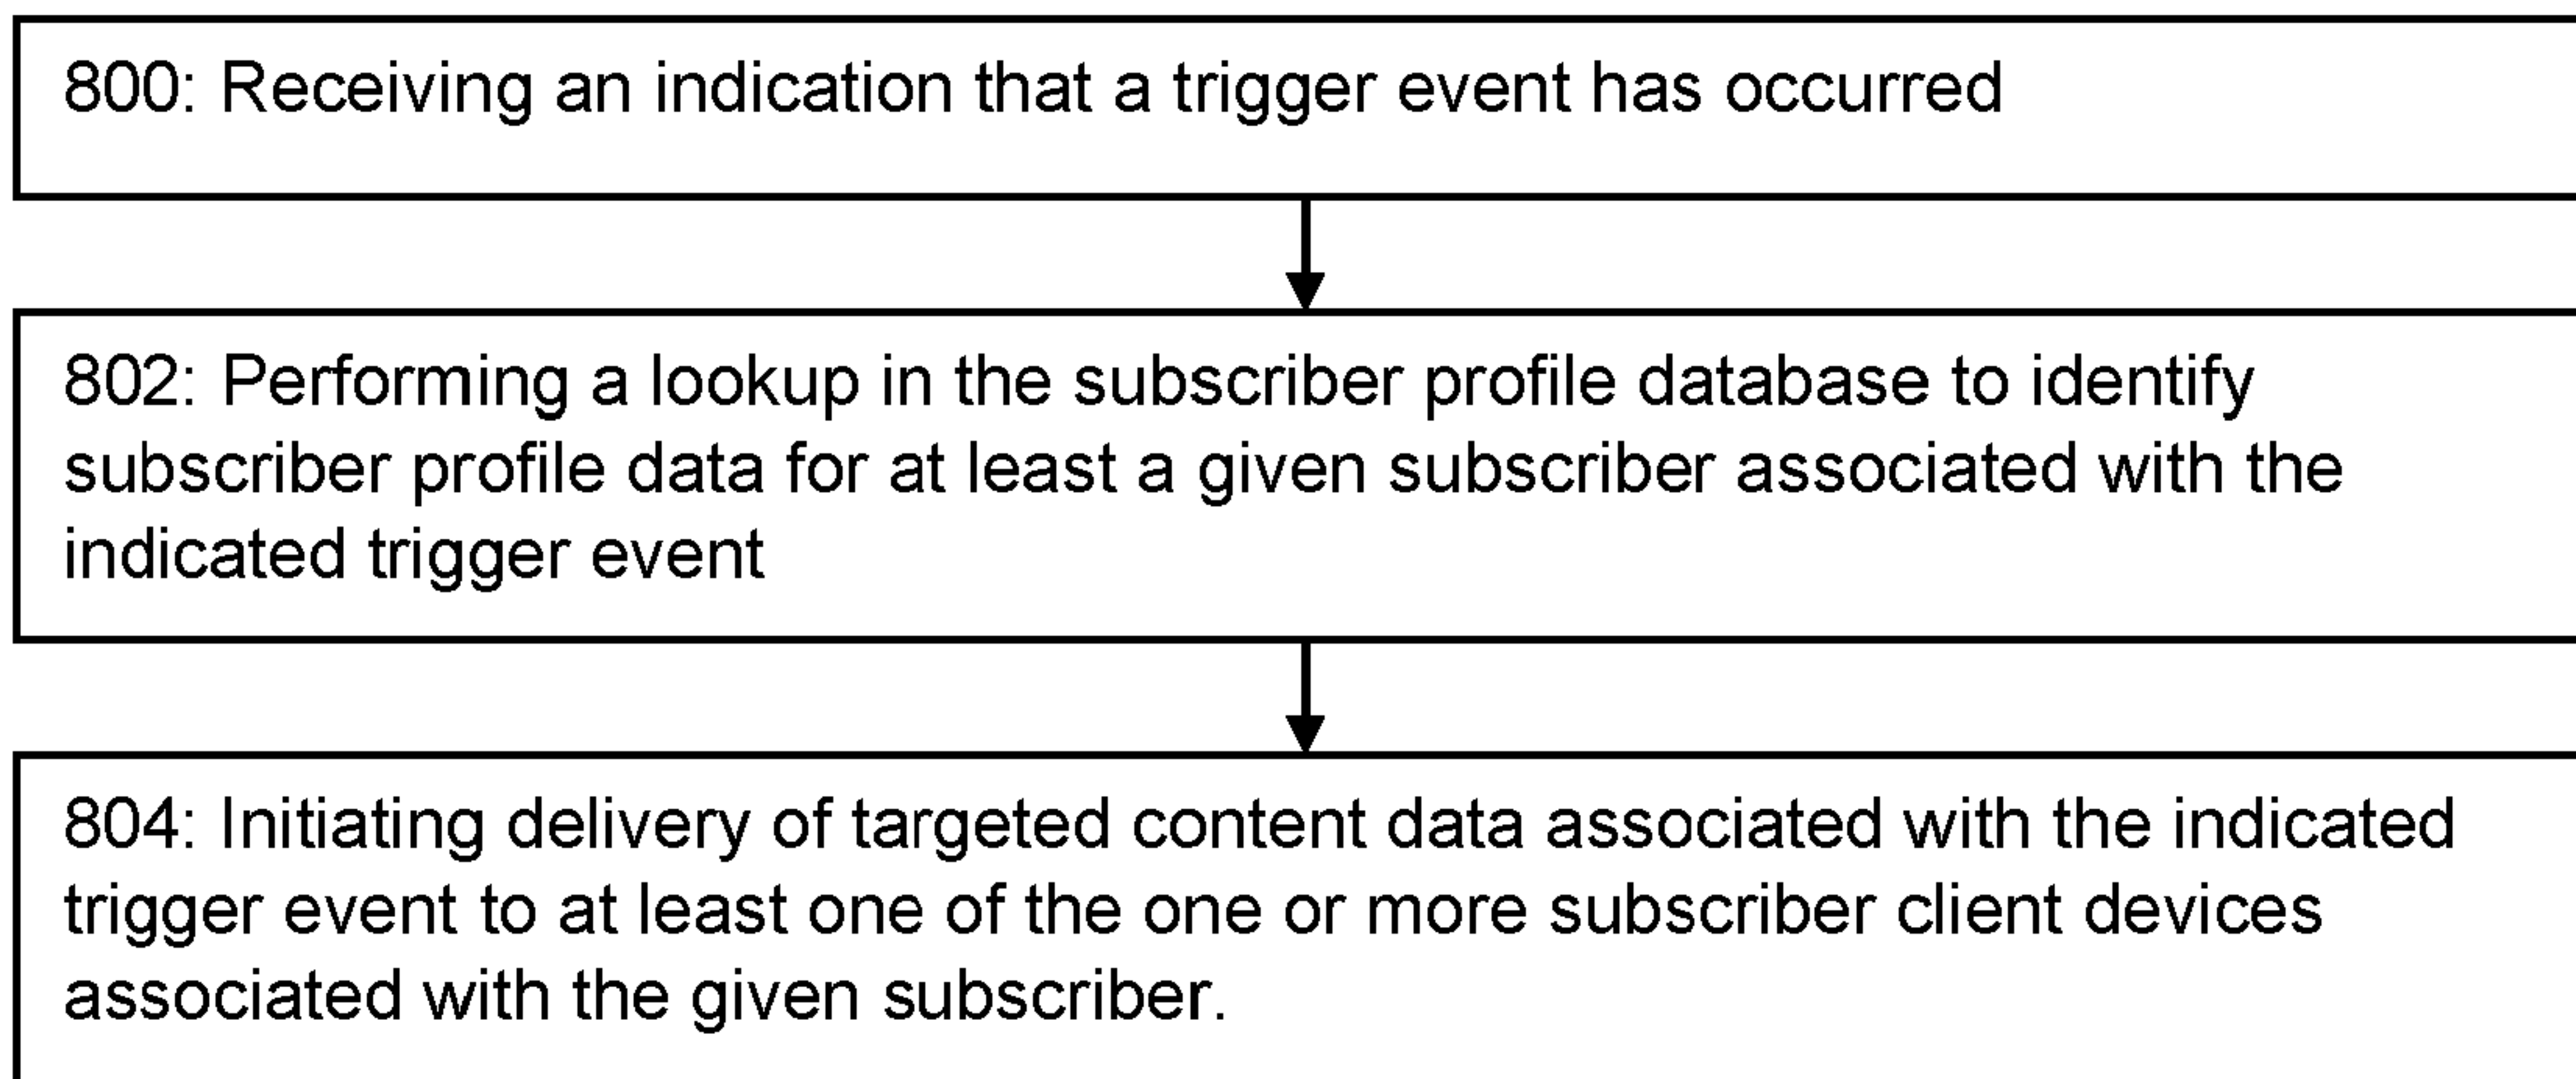 800: Receiving an indication that a trigger event has occurred
802: Performing a lookup in the subscriber profile database to identify
subscriber profile data for at least a given subscriber associated with the
indicated trigger event
804: Initiating delivery of targeted content data associated with the indicated
trigger event to at least one of the one or more subscriber client devices
associated with the given subscriber.